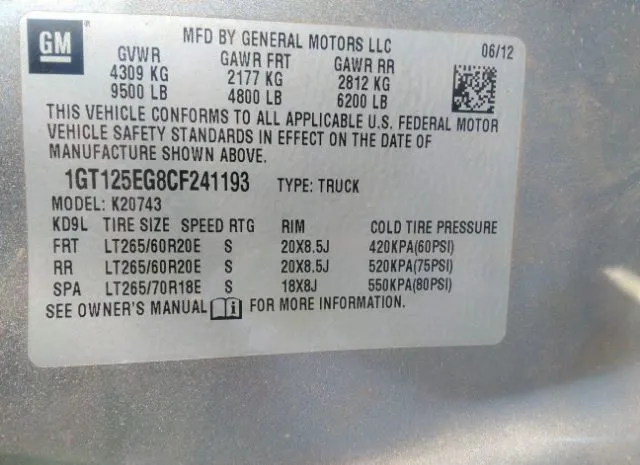 GM
MFD BY GENERAL MOTORS LLC
06/12
GVWR GAWR FRT GAWR RR
4309 KG 2177 KG 2812 KG
9500 LB 4800 LB 6200 LB
THIS VEHICLE CONFORMS TO ALL APPLICABLE U.S. FEDERAL MOTOR
VEHICLE SAFETY STANDARDS IN EFFECT ON THE DATE OF
MANUFACTURE SHOWN ABOVE.
1GT125EG8CF241193 TYPE: TRUCK
MODEL: K20743
KD9L TIRE SIZE SPEED RTG RIM COLD TIRE PRESSURE
FRT LT265/60R20E S 20X8.5J 420KPA(60PSI)
RR LT265/60R20E S 20X8.5J 520KPA(75PSI)
SPA LT265/70R18E S 18X8J 550KPA(80PSI)
SEE OWNER'S MANUAL i FOR MORE INFORMATION.